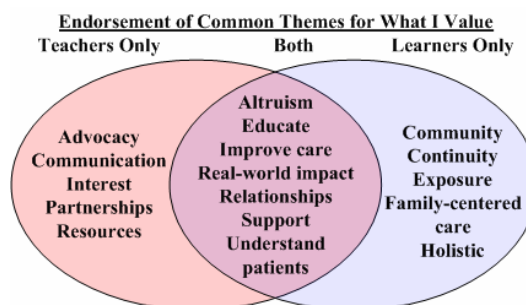 Endorsement of Common Themes for What I Value
Teachers Only
Both
Learners Only
Advocacy
Communication
Interest
Partnerships
Resources
Altruism
Educate
Improve care
Real-world impact
Relationships
Support
Understand
patients
Community
Continuity
Exposure
Family-centered
care
Holistic